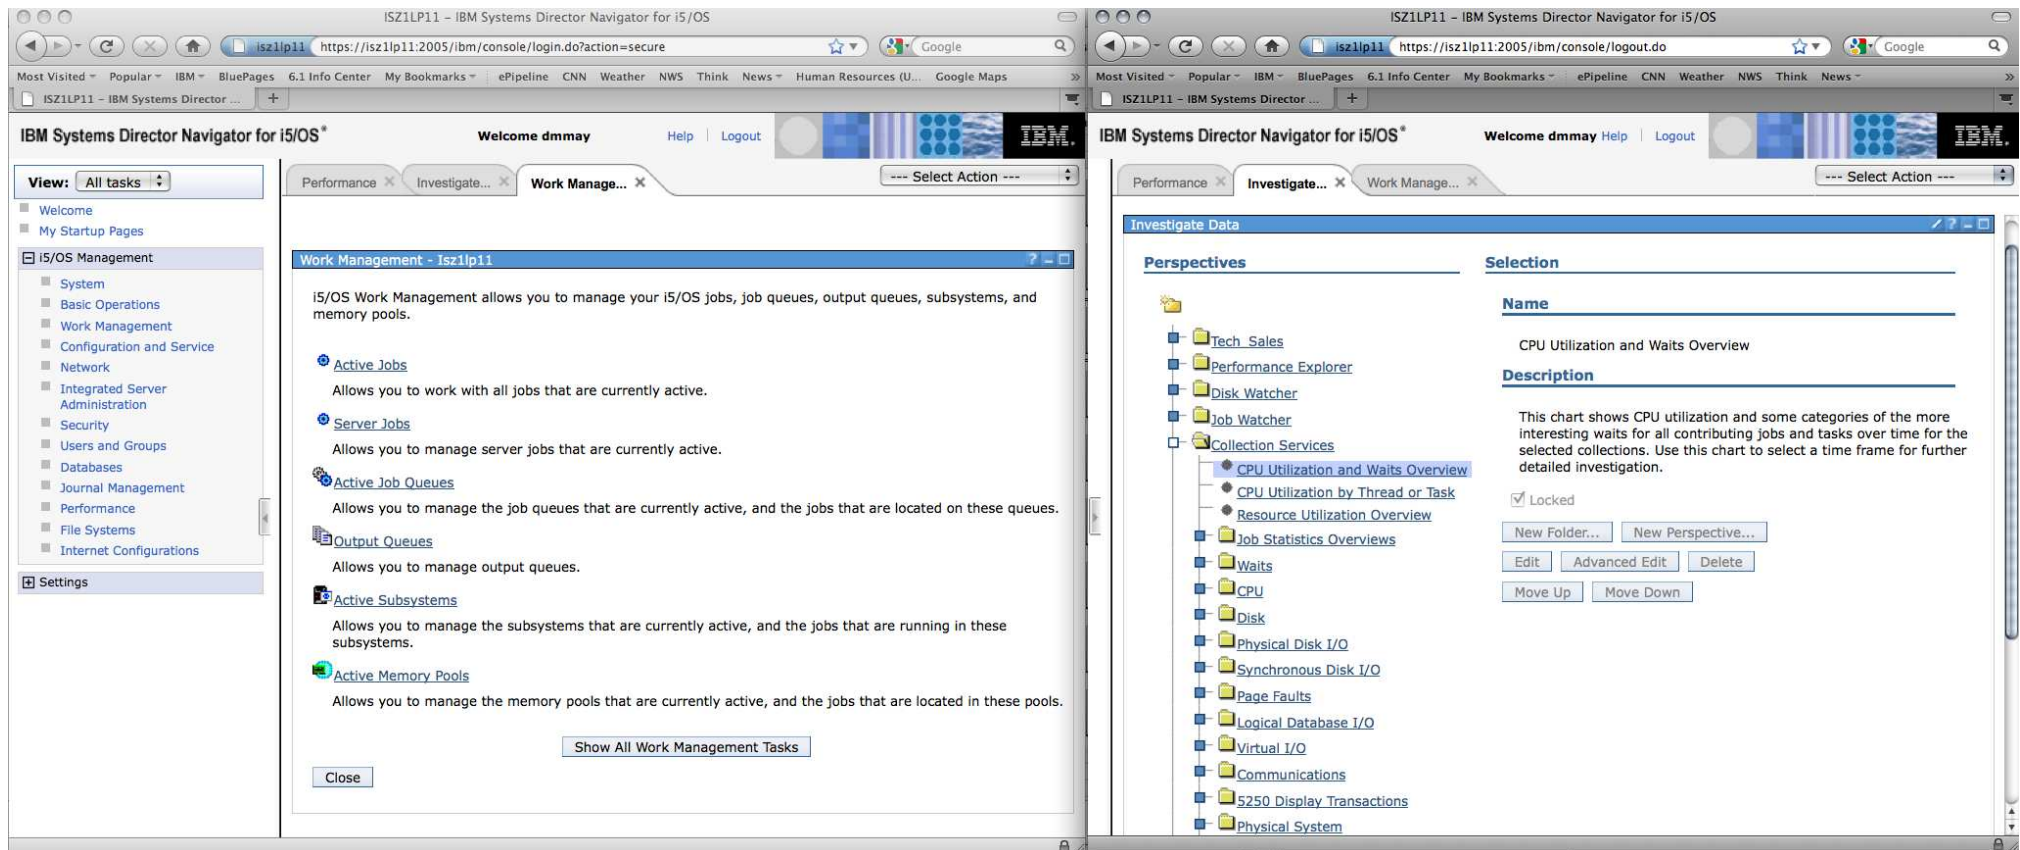 ISZ1LP11 – IBM Systems Director Navigator for i5/OS
isz1lp11 https://isz1lp11:2005/ibm/console/login.do?action=secure
Google
Most Visited Popular IBM BluePages 6.1 Info Center My Bookmarks ePipeline CNN Weather NWS Think News Human Resources (U... Google Maps »
ISZ1LP11 – IBM Systems Director ... +
IBM Systems Director Navigator for i5/OS®
Welcome dmmay
Help | Logout
IBM.
View: All tasks
Welcome
My Startup Pages
i5/OS Management
System
Basic Operations
Work Management
Configuration and Service
Network
Integrated Server
Administration
Security
Users and Groups
Databases
Journal Management
Performance
File Systems
Internet Configurations
Settings
Performance × Investigate... × Work Manage... ×
--- Select Action ---
Work Management - Isz1lp11
?
i5/OS Work Management allows you to manage your i5/OS jobs, job queues, output queues, subsystems, and
memory pools.
Active Jobs
Allows you to work with all jobs that are currently active.
Server Jobs
Allows you to manage server jobs that are currently active.
Active Job Queues
Allows you to manage the job queues that are currently active, and the jobs that are located on these queues.
Output Queues
Allows you to manage output queues.
Active Subsystems
Allows you to manage the subsystems that are currently active, and the jobs that are running in these
subsystems.
Active Memory Pools
Allows you to manage the memory pools that are currently active, and the jobs that are located in these pools.
Show All Work Management Tasks
Close
ISZ1LP11 – IBM Systems Director Navigator for i5/OS
isz1lp11 https://isz1lp11:2005/ibm/console/logout.do
Google
Most Visited Popular IBM BluePages 6.1 Info Center My Bookmarks ePipeline CNN Weather NWS Think News »
ISZ1LP11 – IBM Systems Director ... +
IBM Systems Director Navigator for i5/OS®
Welcome dmmay Help | Logout
IBM.
Performance × Investigate... × Work Manage... ×
--- Select Action ---
Investigate Data
?
Perspectives
Tech_Sales
Performance Explorer
Disk Watcher
Job Watcher
Collection Services
CPU Utilization and Waits Overview
CPU Utilization by Thread or Task
Resource Utilization Overview
Job Statistics Overviews
Waits
CPU
Disk
Physical Disk I/O
Synchronous Disk I/O
Page Faults
Logical Database I/O
Virtual I/O
Communications
5250 Display Transactions
Physical System
Selection
Name
CPU Utilization and Waits Overview
Description
This chart shows CPU utilization and some categories of the more
interesting waits for all contributing jobs and tasks over time for the
selected collections. Use this chart to select a time frame for further
detailed investigation.
Locked
New Folder... New Perspective...
Edit Advanced Edit Delete
Move Up Move Down